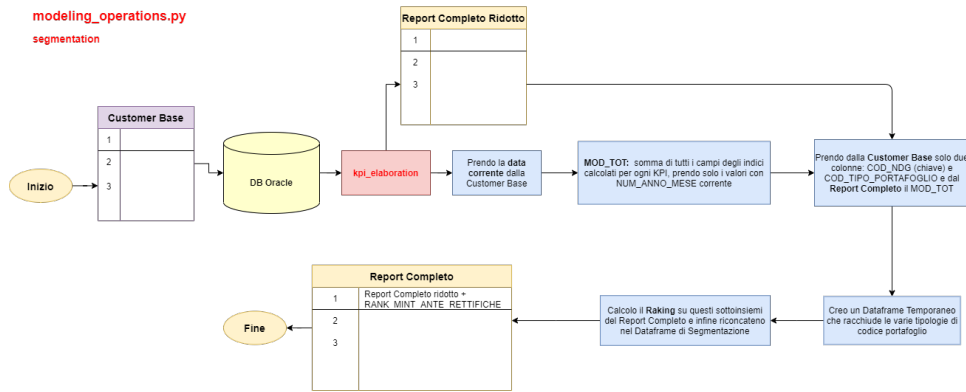 modeling_operations.py
segmentation
Report Completo Ridotto
1
2
3
Customer Base
1
2
3
Inizio
DB Oracle
kpi_elaboration
Prendo la data
corrente dalla
Customer Base
MOD_TOT: somma di tutti i campi degli indici
calcolati per ogni KPI, prendo solo i valori con
NUM_ANNO_MESE corrente
Prendo dalla Customer Base solo due
colonne: COD_NDG (chiave) e
COD_TIPO_PORTAFOGLIO e dal
Report Completo il MOD_TOT
Creo un Dataframe Temporaneo
che racchiude le varie tipologie di
codice portafoglio
Calcolo il Raking su questi sottoinsiemi
del Report Completo e infine riconcateno
nel Dataframe di Segmentazione
Report Completo
1
Report Completo ridotto +
RANK_MINT_ANTE_RETTIFICHE
2
3
Fine